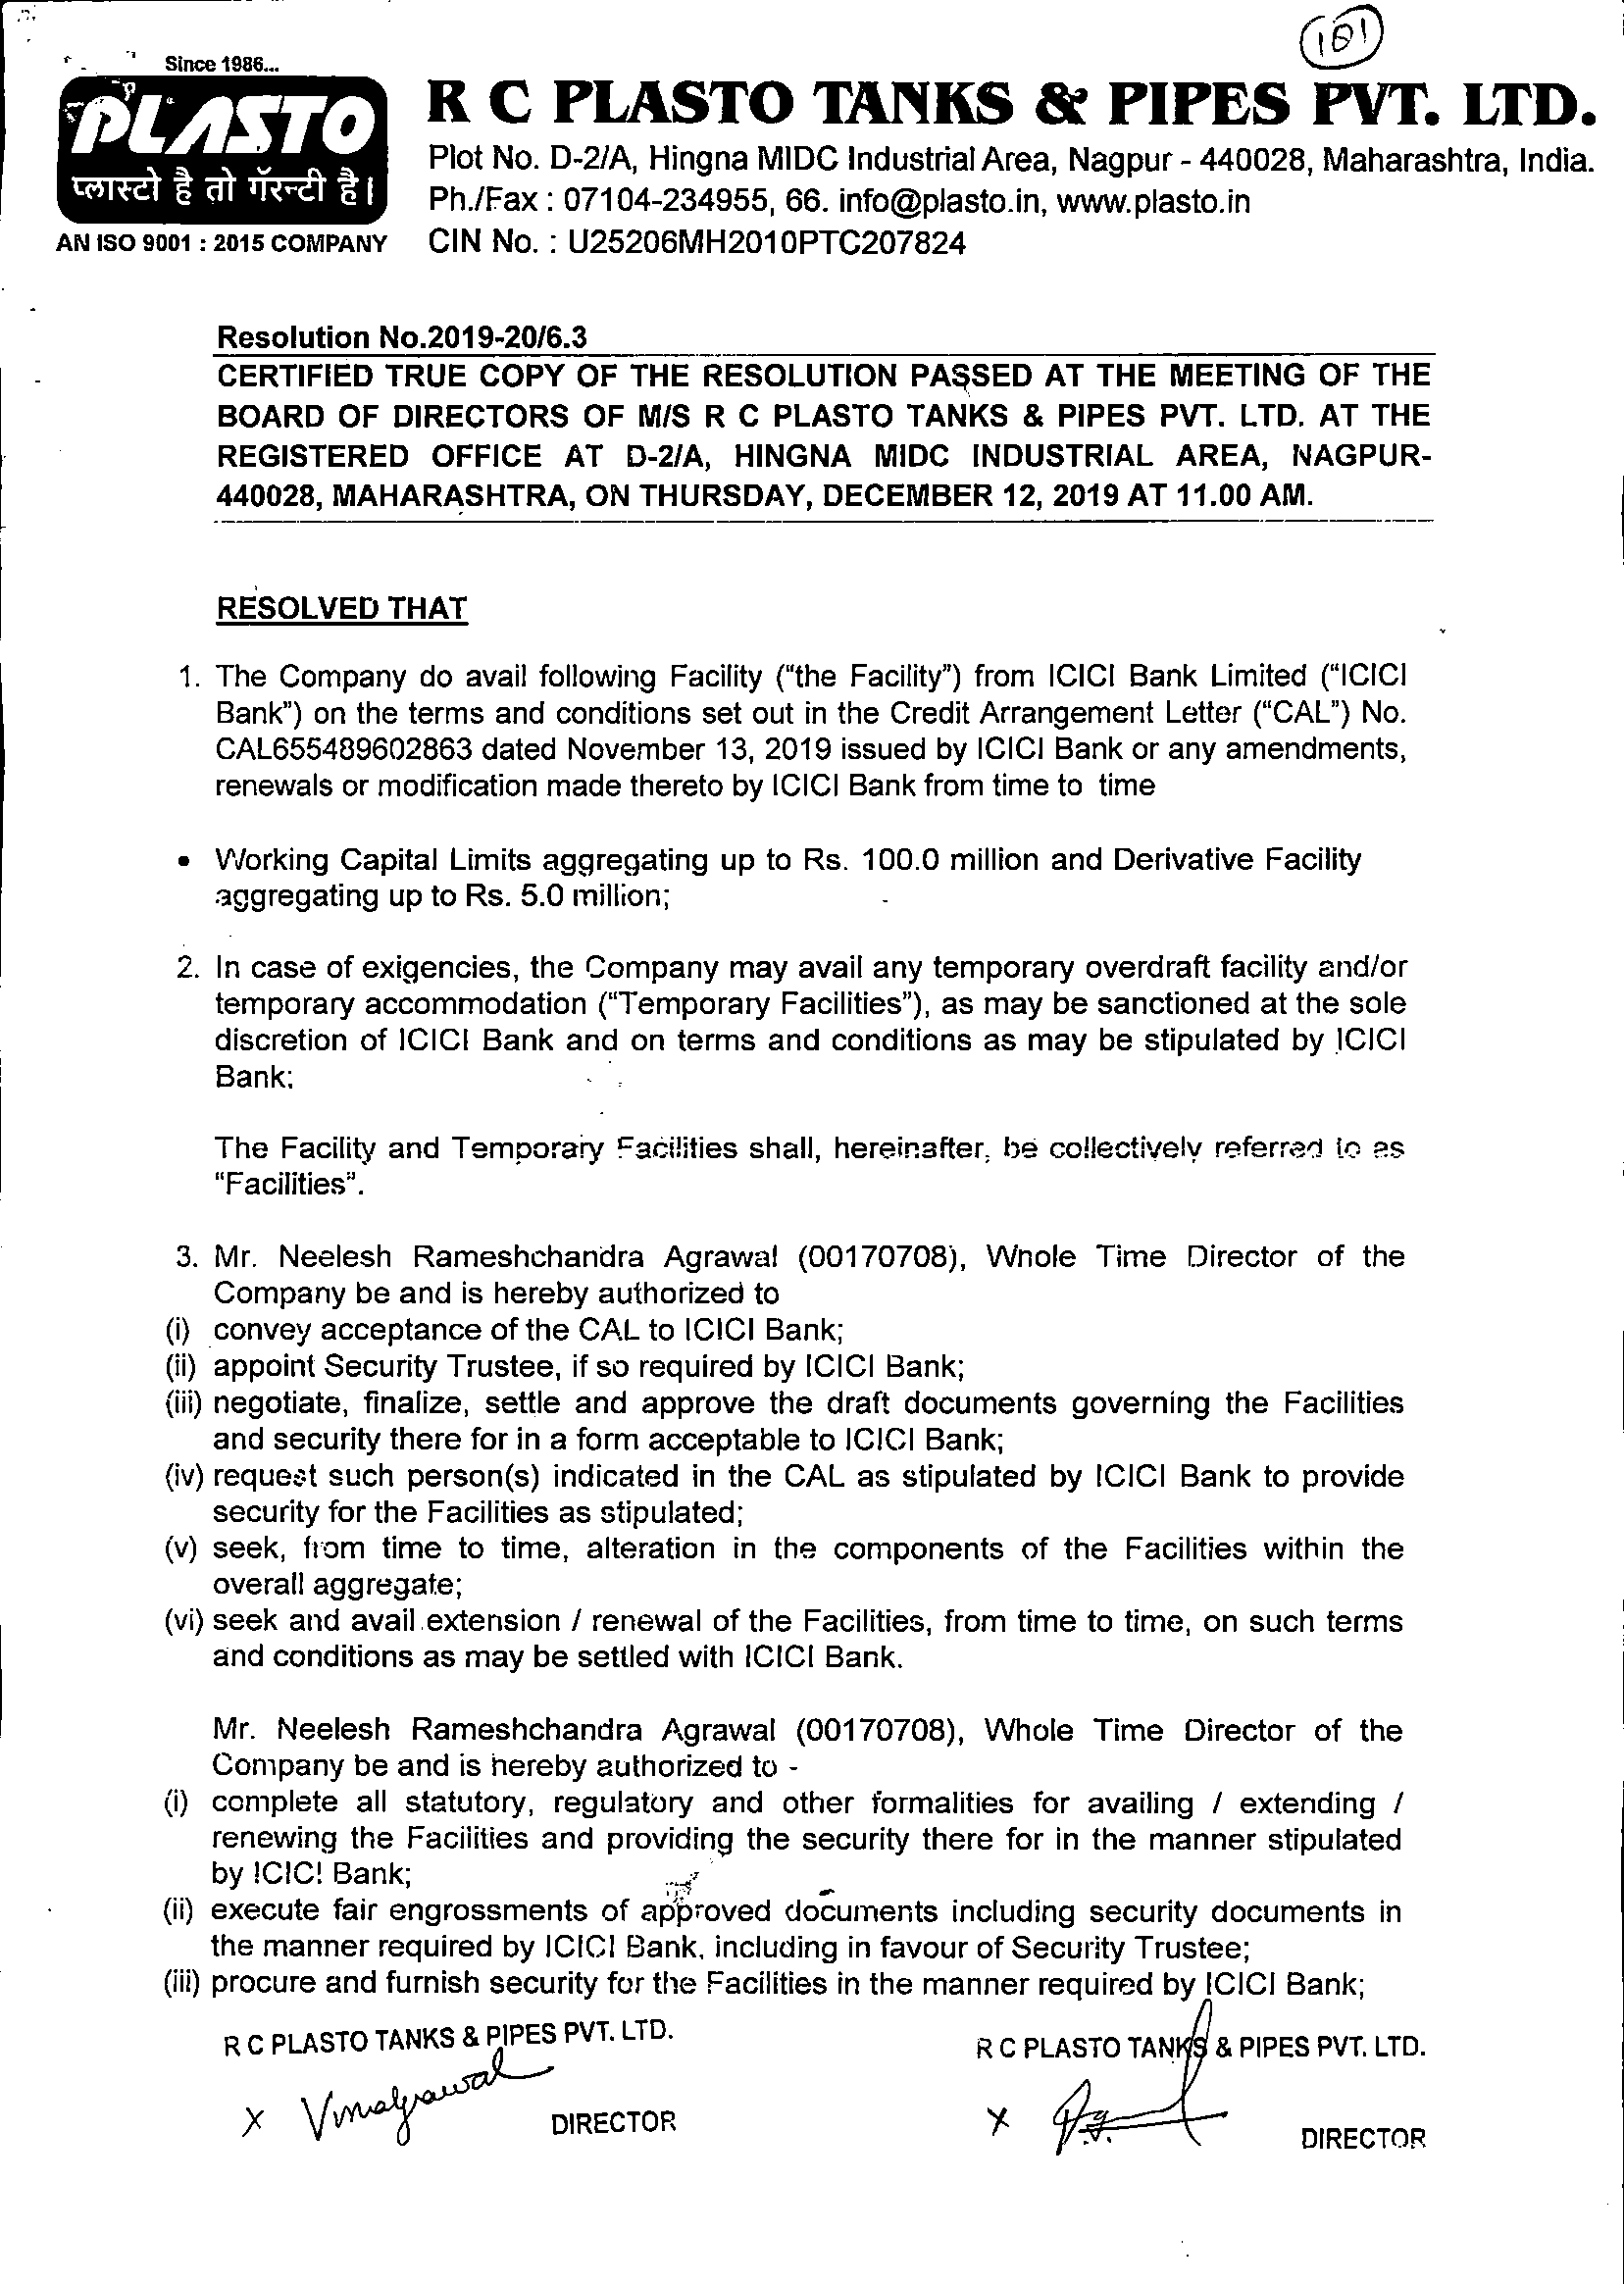 181
Since 1986...
PLASTO
प्लास्टो है तो गॅरन्टी है।
AN ISO 9001 : 2015 COMPANY
R C PLASTO TANKS & PIPES PVT. LTD.
Plot No. D-2/A, Hingna MIDC Industrial Area, Nagpur - 440028, Maharashtra, India.
Ph./Fax : 07104-234955, 66. info@plasto.in, www.plasto.in
CIN No. : U25206MH2010PTC207824
Resolution No.2019-20/6.3
CERTIFIED TRUE COPY OF THE RESOLUTION PASSED AT THE MEETING OF THE
BOARD OF DIRECTORS OF M/S R C PLASTO TANKS & PIPES PVT. LTD. AT THE
REGISTERED OFFICE AT D-2/A, HINGNA MIDC INDUSTRIAL AREA, NAGPUR-
440028, MAHARASHTRA, ON THURSDAY, DECEMBER 12, 2019 AT 11.00 AM.
RESOLVED THAT
1. The Company do avail following Facility ("the Facility") from ICICI Bank Limited ("ICICI
Bank") on the terms and conditions set out in the Credit Arrangement Letter ("CAL") No.
CAL655489602863 dated November 13, 2019 issued by ICICI Bank or any amendments,
renewals or modification made thereto by ICICI Bank from time to time
• Working Capital Limits aggregating up to Rs. 100.0 million and Derivative Facility
aggregating up to Rs. 5.0 million;
2. In case of exigencies, the Company may avail any temporary overdraft facility and/or
temporary accommodation ("Temporary Facilities"), as may be sanctioned at the sole
discretion of ICICI Bank and on terms and conditions as may be stipulated by ICICI
Bank;
The Facility and Temporary Facilities shall, hereinafter, be collectively referred to as
"Facilities".
3. Mr. Neelesh Rameshchandra Agrawal (00170708), Whole Time Director of the
Company be and is hereby authorized to
(i) convey acceptance of the CAL to ICICI Bank;
(ii) appoint Security Trustee, if so required by ICICI Bank;
(iii) negotiate, finalize, settle and approve the draft documents governing the Facilities
and security there for in a form acceptable to ICICI Bank;
(iv) request such person(s) indicated in the CAL as stipulated by ICICI Bank to provide
security for the Facilities as stipulated;
(v) seek, from time to time, alteration in the components of the Facilities within the
overall aggregate;
(vi) seek and avail extension / renewal of the Facilities, from time to time, on such terms
and conditions as may be settled with ICICI Bank.
Mr. Neelesh Rameshchandra Agrawal (00170708), Whole Time Director of the
Company be and is hereby authorized to -
(i) complete all statutory, regulatory and other formalities for availing / extending /
renewing the Facilities and providing the security there for in the manner stipulated
by ICICI Bank;
(ii) execute fair engrossments of approved documents including security documents in
the manner required by ICICI Bank, including in favour of Security Trustee;
(iii) procure and furnish security for the Facilities in the manner required by ICICI Bank;
R C PLASTO TANKS & PIPES PVT. LTD.
X
DIRECTOR
R C PLASTO TANKS & PIPES PVT. LTD.
X
DIRECTOR